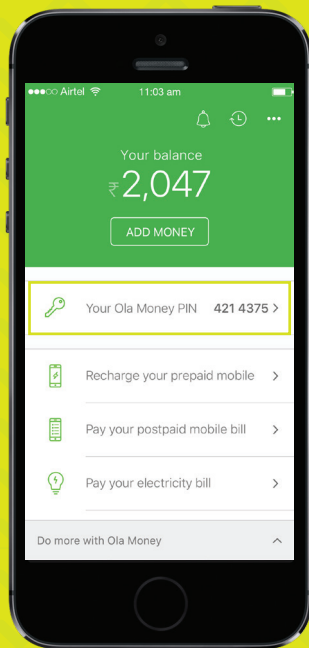 Airtel 11:03 am
Your balance
₹2,047
ADD MONEY
Your Ola Money PIN 421 4375 >
Recharge your prepaid mobile >
Pay your postpaid mobile bill >
Pay your electricity bill >
Do more with Ola Money